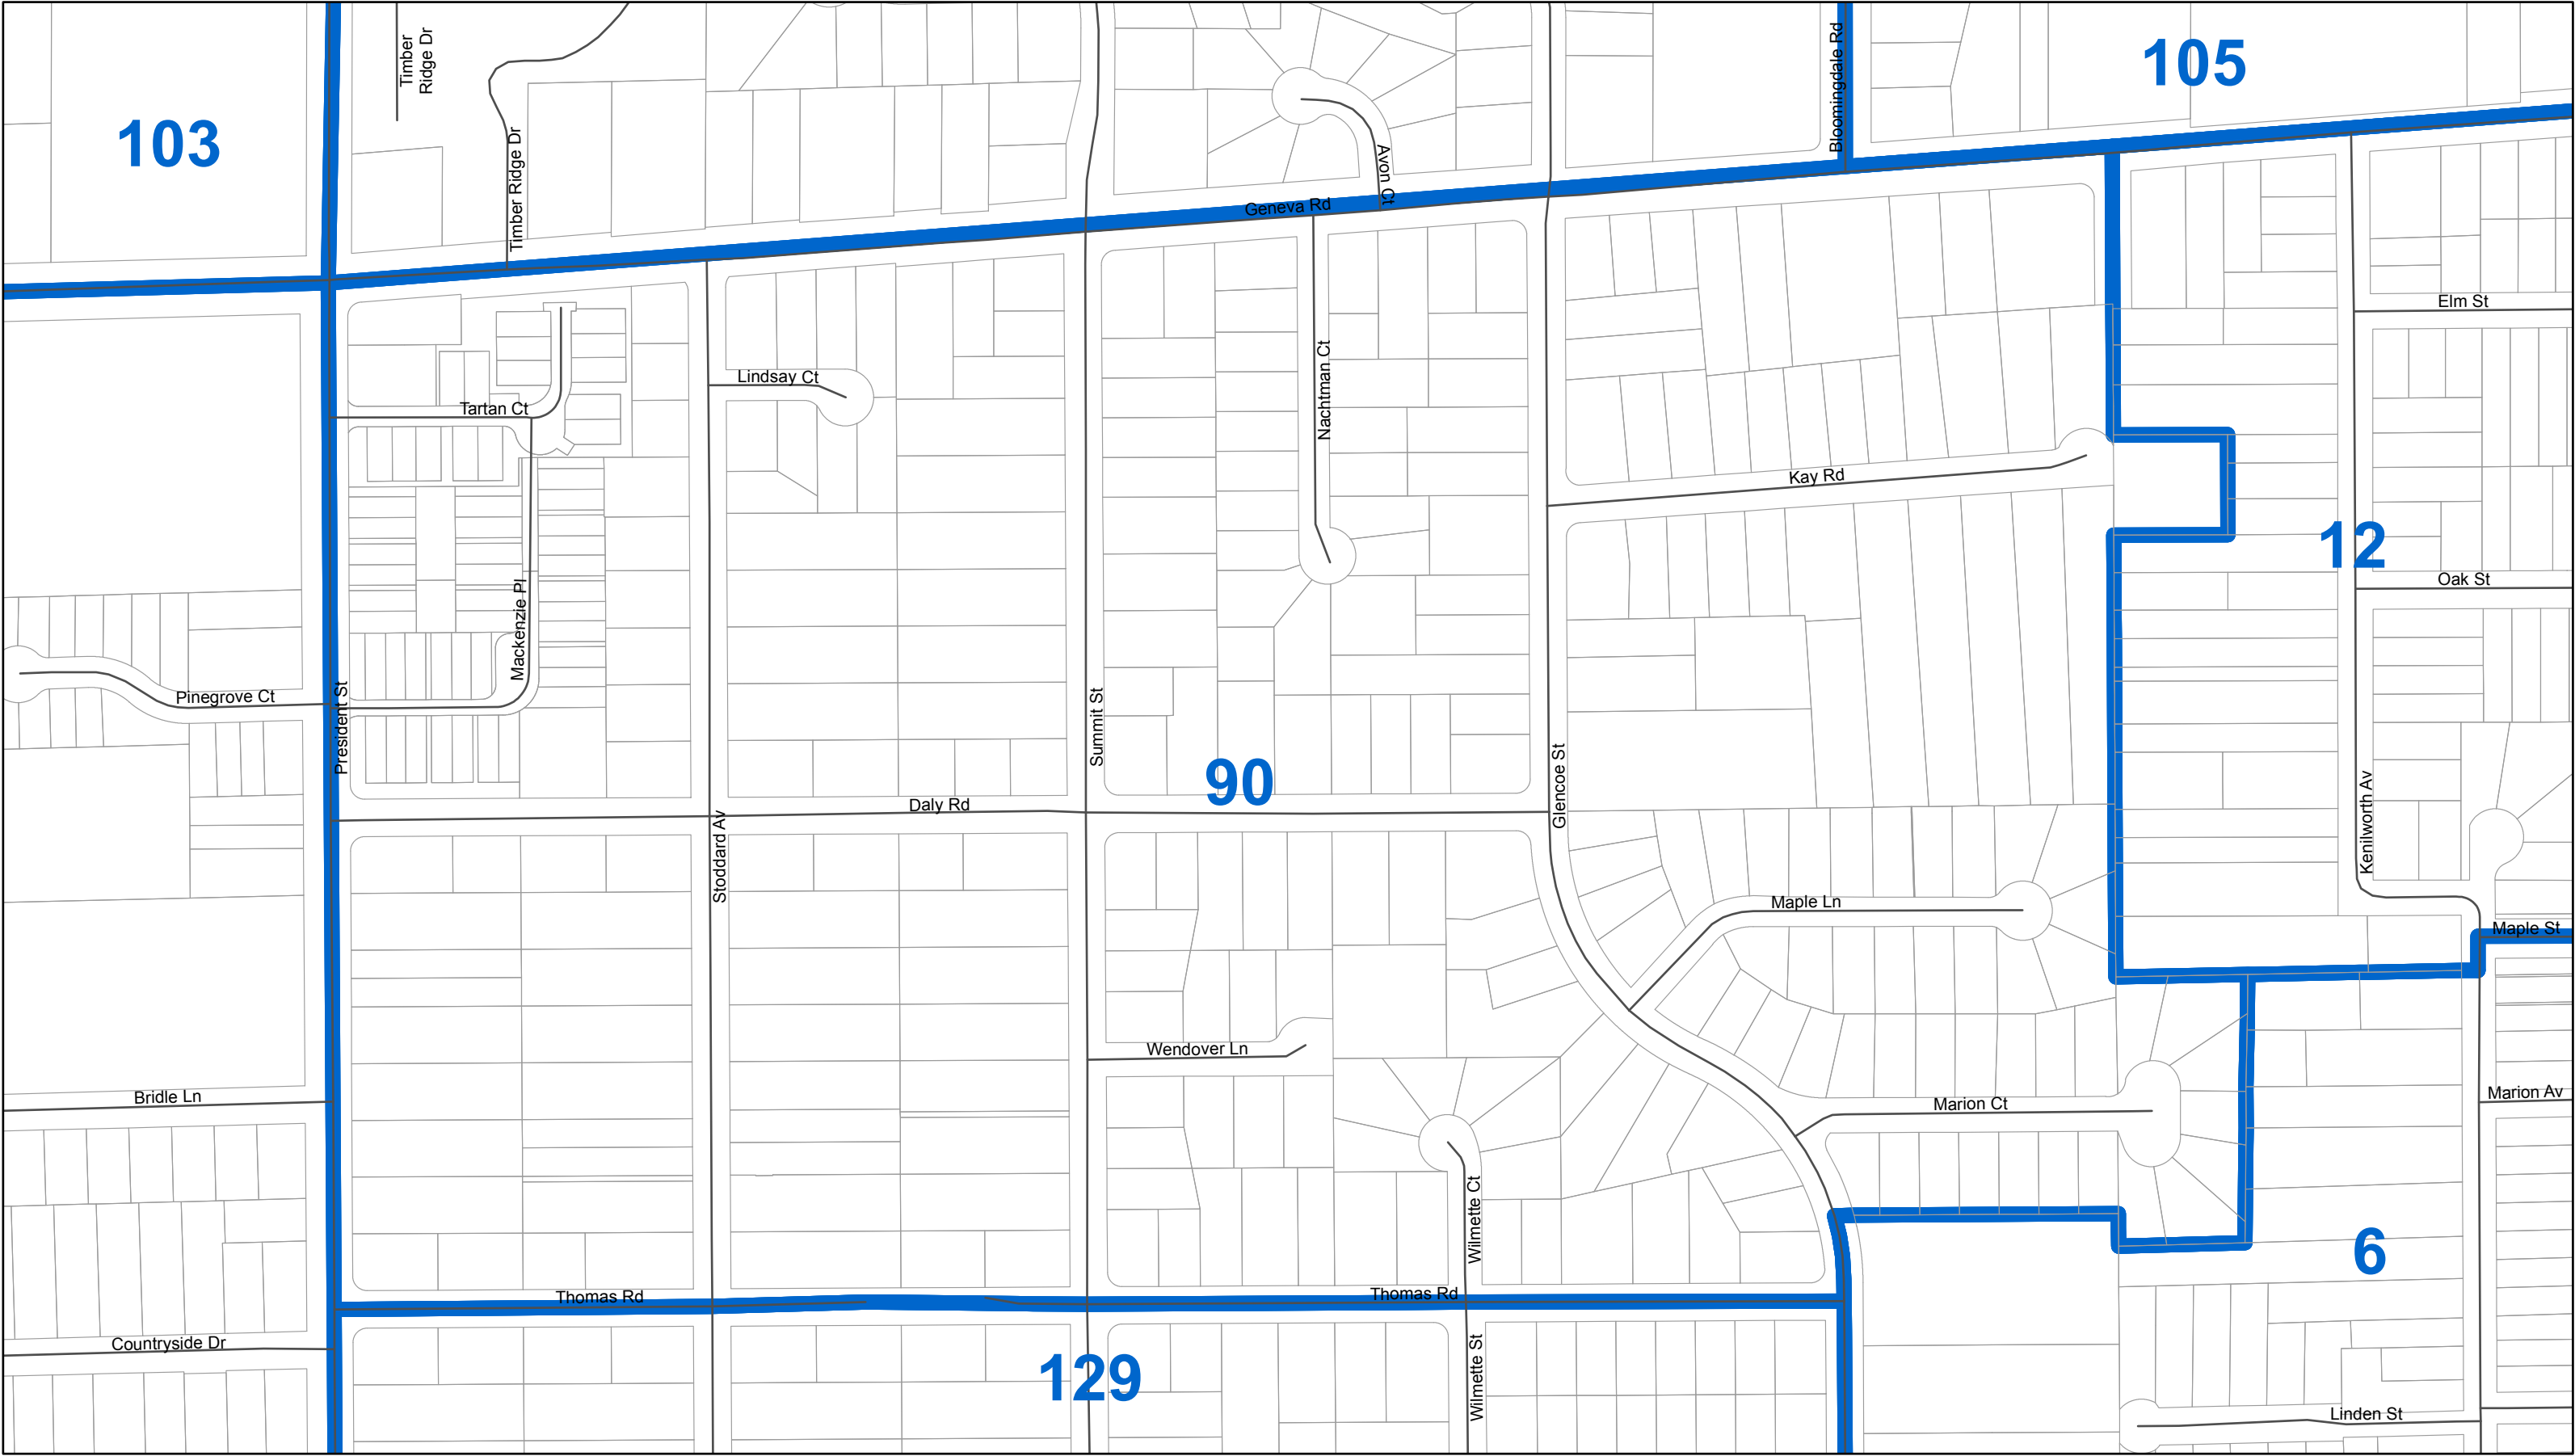 Timber
Ridge Dr
Bloomingdale Rd
105
103
Timber Ridge Dr
Avon Ct
Geneva Rd
Elm St
Lindsay Ct
Nachtman Ct
Tartan Ct
Kay Rd
12
Oak St
Mackenzie Pl
Pinegrove Ct
President St
Summit St
90
Glencoe St
Daly Rd
Kenilworth Av
Stoddard Av
Maple Ln
Maple St
Wendover Ln
Bridle Ln
Marion Ct
Marion Av
Wilmette Ct
6
Thomas Rd
Thomas Rd
Countryside Dr
129
Wilmette St
Linden St